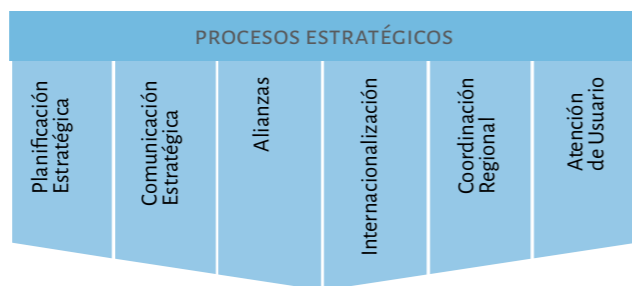 PROCESOS ESTRATÉGICOS
Planificación
Estratégica
Comunicación
Estratégica
Alianzas
Internacionalización
Coordinación
Regional
Atención
de Usuario